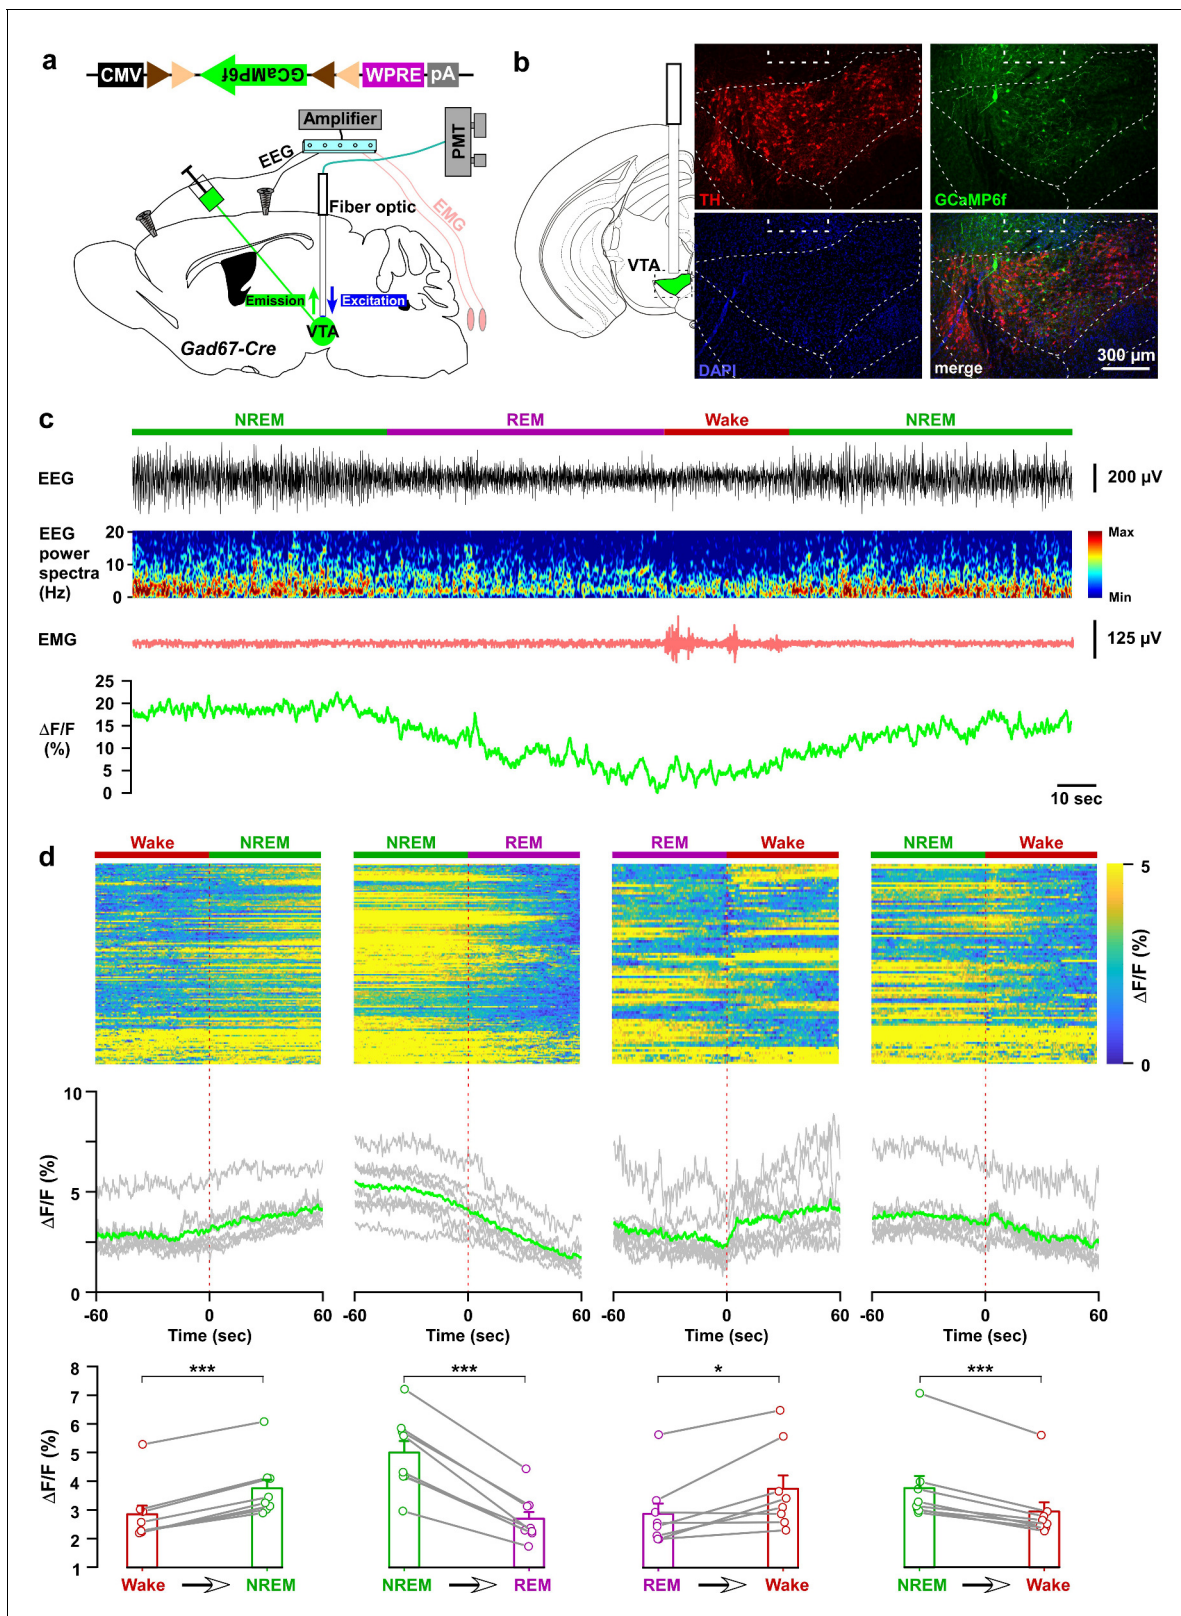 a
CMV GCaMP6f WPRE pA
Amplifier
PMT
EEG
Fiber optic
EMG
Emission Excitation
VTA
Gad67-Cre
b
VTA
TH GCaMP6f
DAPI merge 300 µm
c
NREM REM Wake NREM
EEG 200 µV
EEG power spectra (Hz)
20
10
0
Max
Min
EMG 125 µV
ΔF/F (%)
25
20
15
10
5
0
10 sec
d
Wake NREM NREM REM REM Wake NREM Wake
5
ΔF/F (%)
0
10
5
0
ΔF/F (%)
-60 0 60 -60 0 60 -60 0 60 -60 0 60
Time (sec) Time (sec) Time (sec) Time (sec)
*** *** * ***
8
7
6
5
4
3
2
1
ΔF/F (%)
Wake NREM NREM REM REM Wake NREM Wake